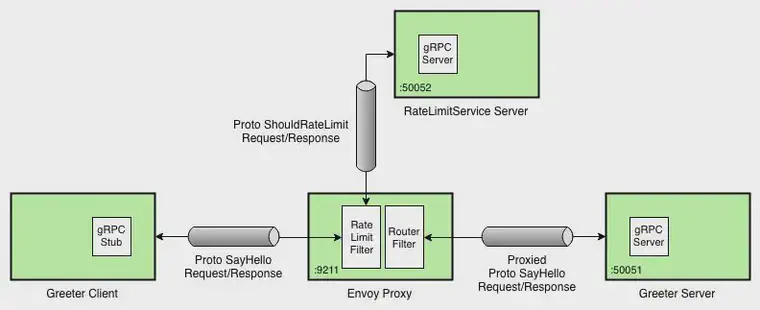 gRPC
Server
:50052
RateLimitService Server
Proto ShouldRateLimit
Request/Response
gRPC
Stub
Greeter Client
Proto SayHello
Request/Response
Rate
Limit
Filter
Router
Filter
:9211
Envoy Proxy
Proxied
Proto SayHello
Request/Response
gRPC
Server
:50051
Greeter Server